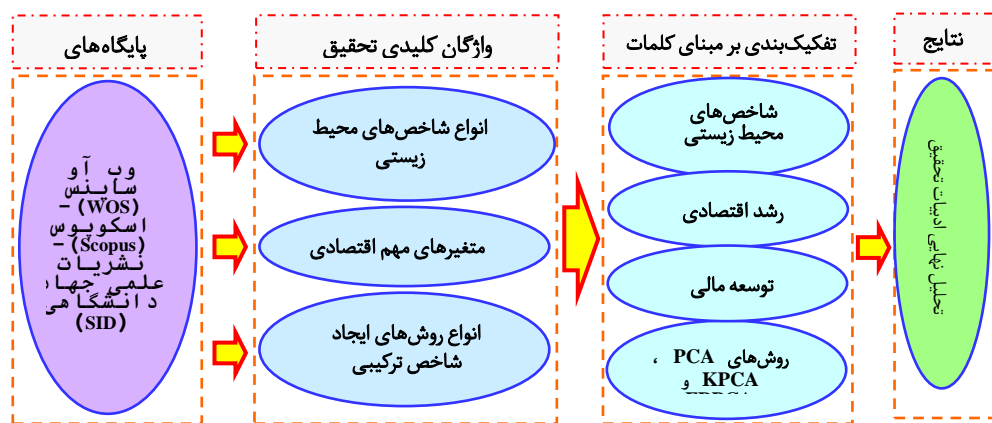 پایگاه‌های
واژگان کلیدی تحقیق
تفکیک‌بندی بر مبنای کلمات
نتایج
وب آو
ساینس
(WOS) –
اسکوپوس
(Scopus) –
نشریات
علمی جهاد
دانشگاهی
(SID)
انواع شاخص‌های محیط
زیستی
متغیرهای مهم اقتصادی
انواع روش‌های ایجاد
شاخص ترکیبی
شاخص‌های
محیط زیستی
رشد اقتصادی
توسعه مالی
روش‌های PCA ،
KPCA و
تحلیل نهایی ادبیات تحقیق